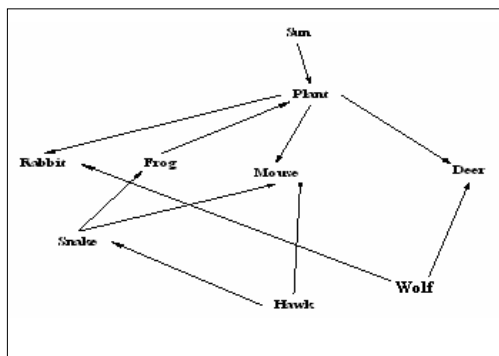 Sun
Plant
Rabbit Frog Mouse Deer
Snake
Wolf
Hawk